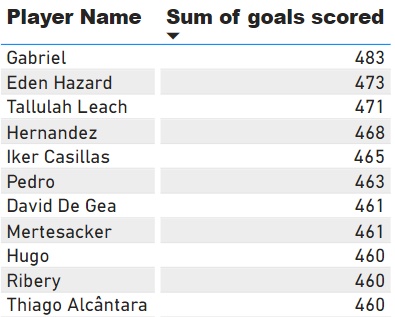 Player Name Sum of goals scored
Gabriel 483
Eden Hazard 473
Tallulah Leach 471
Hernandez 468
Iker Casillas 465
Pedro 463
David De Gea 461
Mertesacker 461
Hugo 460
Ribery 460
Thiago Alcântara 460